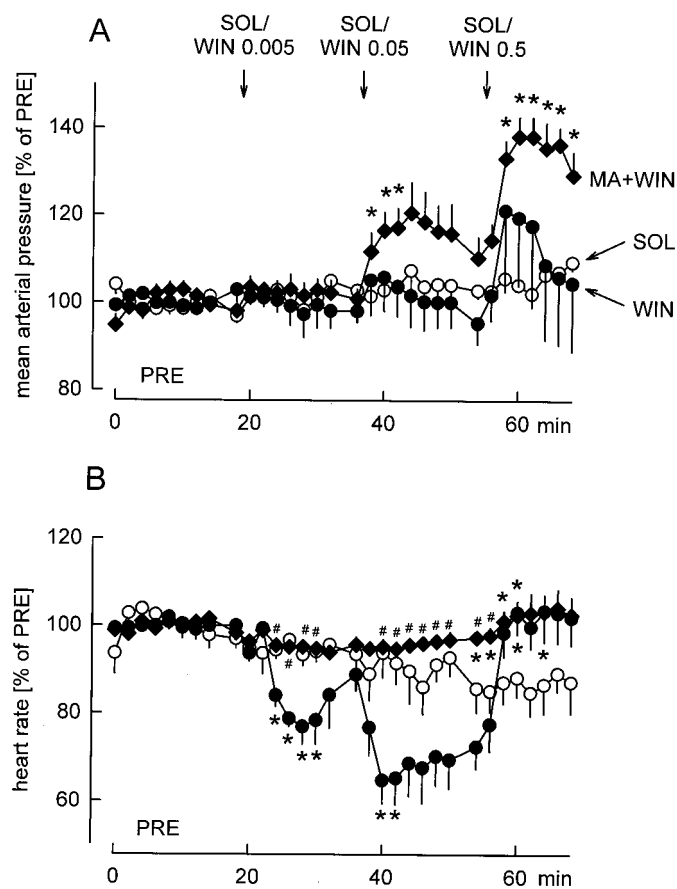 A
SOL/ SOL/ SOL/
WIN 0.005 WIN 0.05 WIN 0.5
mean arterial pressure [% of PRE]
140
120
100
80
* * * * * * * * *
MA+WIN
SOL
WIN
PRE
0 20 40 60 min
B
heart rate [% of PRE]
120
100
80
60
# # # # # # # # # # # *
*
* * * *
* * * *
* *
PRE
0 20 40 60 min